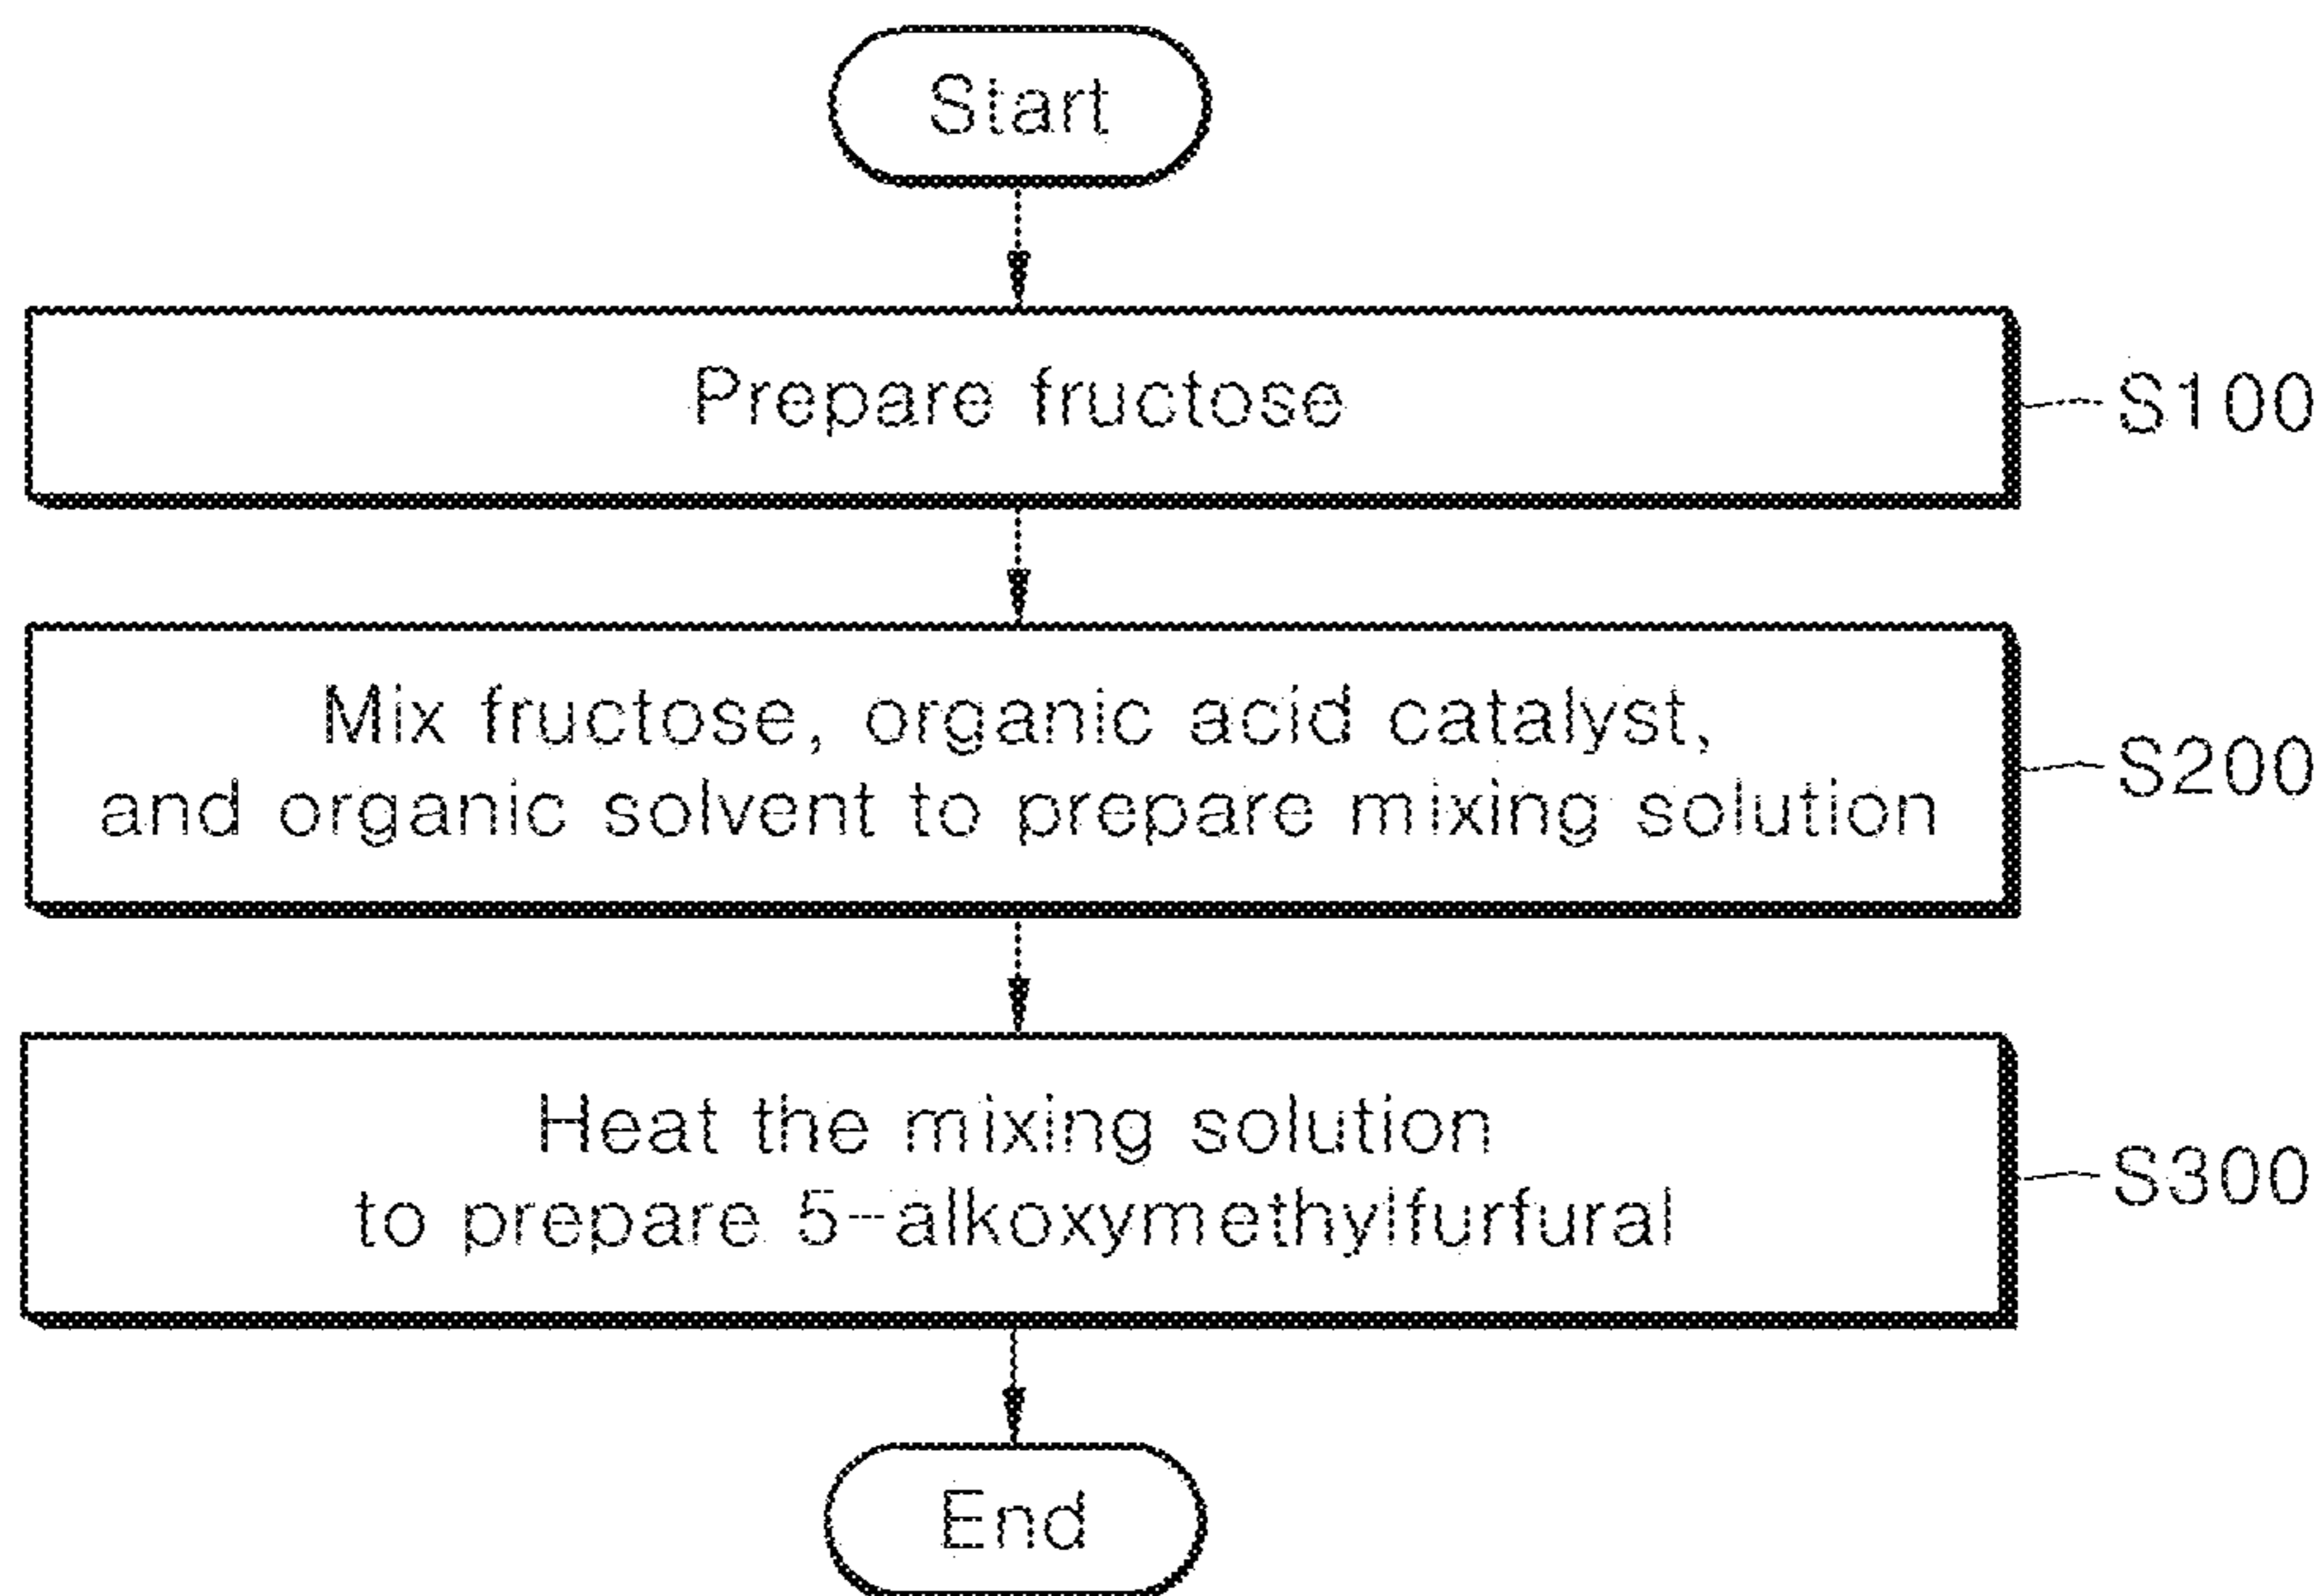 Start
Prepare fructose
S100
Mix fructose, organic acid catalyst,
and organic solvent to prepare mixing solution
S200
Heat the mixing solution
to prepare 5-alkoxymethylfurfural
S300
End